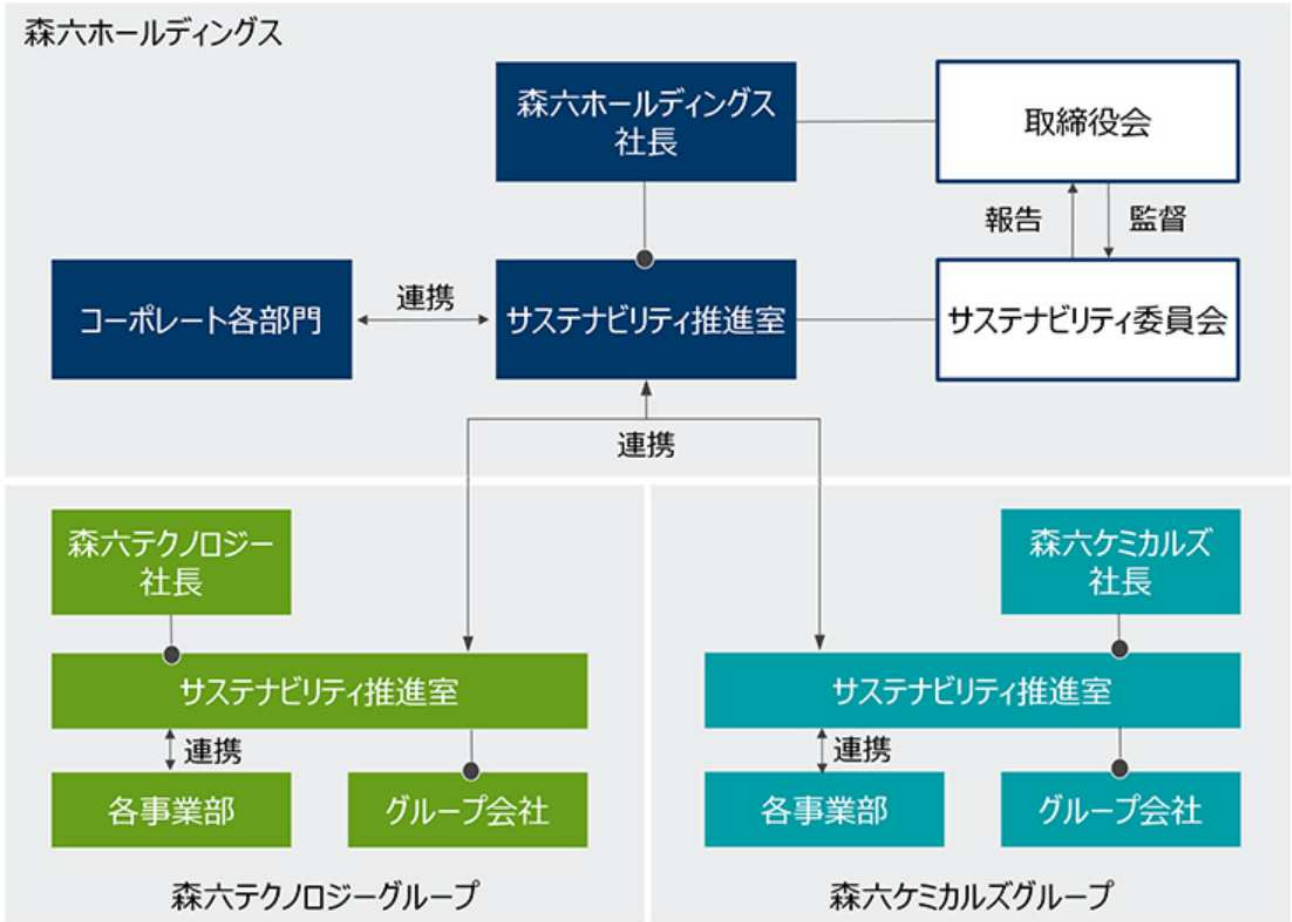 森六ホールディングス
森六ホールディングス
社長
取締役会
報告
監督
コーポレート各部門
連携
サステナビリティ推進室
サステナビリティ委員会
連携
森六テクノロジー
社長
サステナビリティ推進室
連携
各事業部
グループ会社
森六テクノロジーグループ
森六ケミカルズ
社長
サステナビリティ推進室
連携
各事業部
グループ会社
森六ケミカルズグループ